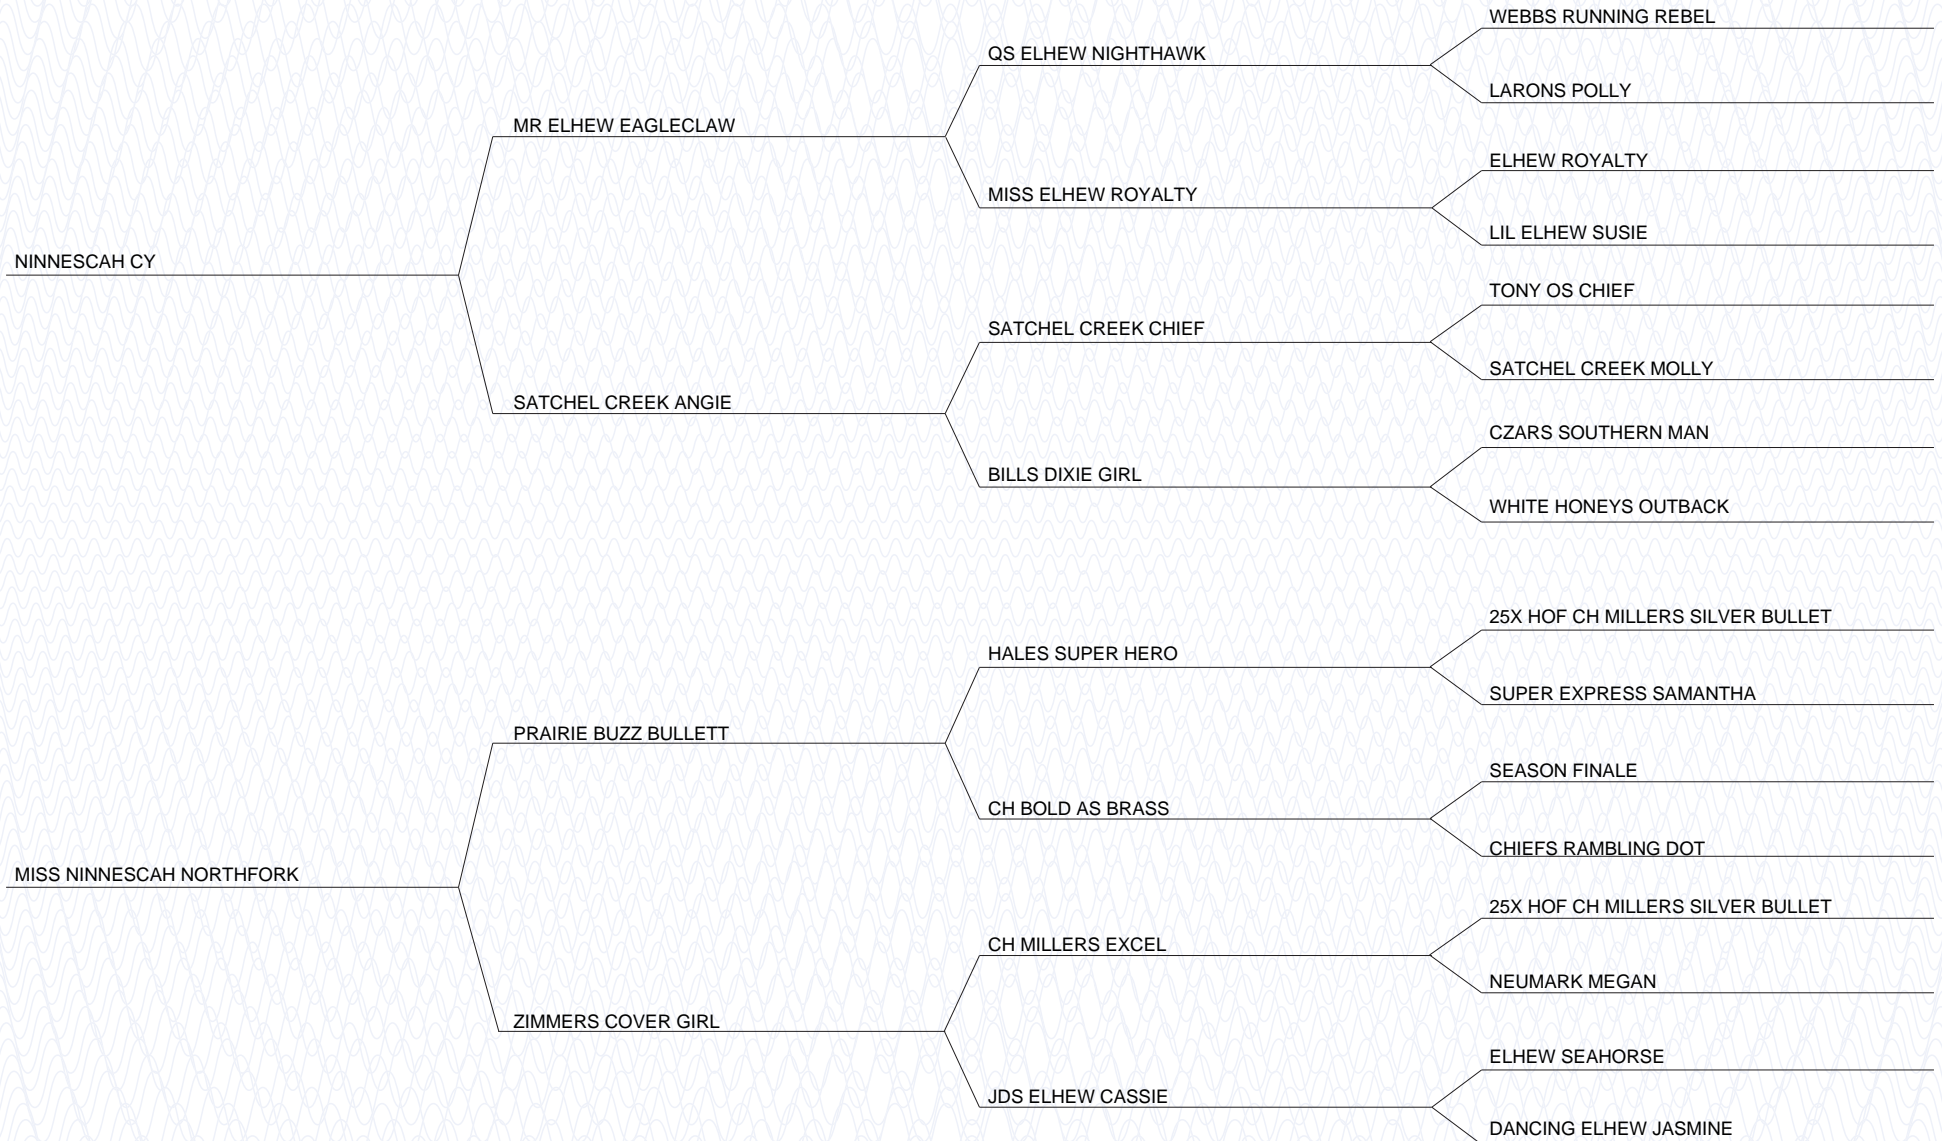 WEBBS RUNNING REBEL
QS ELHEW NIGHTHAWK
LARONS POLLY
MR ELHEW EAGLECLAW
ELHEW ROYALTY
MISS ELHEW ROYALTY
LIL ELHEW SUSIE
NINNESCAH CY
TONY OS CHIEF
SATCHEL CREEK CHIEF
SATCHEL CREEK MOLLY
SATCHEL CREEK ANGIE
CZARS SOUTHERN MAN
BILLS DIXIE GIRL
WHITE HONEYS OUTBACK
25X HOF CH MILLERS SILVER BULLET
HALES SUPER HERO
SUPER EXPRESS SAMANTHA
PRAIRIE BUZZ BULLETT
SEASON FINALE
CH BOLD AS BRASS
CHIEFS RAMBLING DOT
MISS NINNESCAH NORTHFORK
25X HOF CH MILLERS SILVER BULLET
CH MILLERS EXCEL
NEUMARK MEGAN
ZIMMERS COVER GIRL
ELHEW SEAHORSE
JDS ELHEW CASSIE
DANCING ELHEW JASMINE